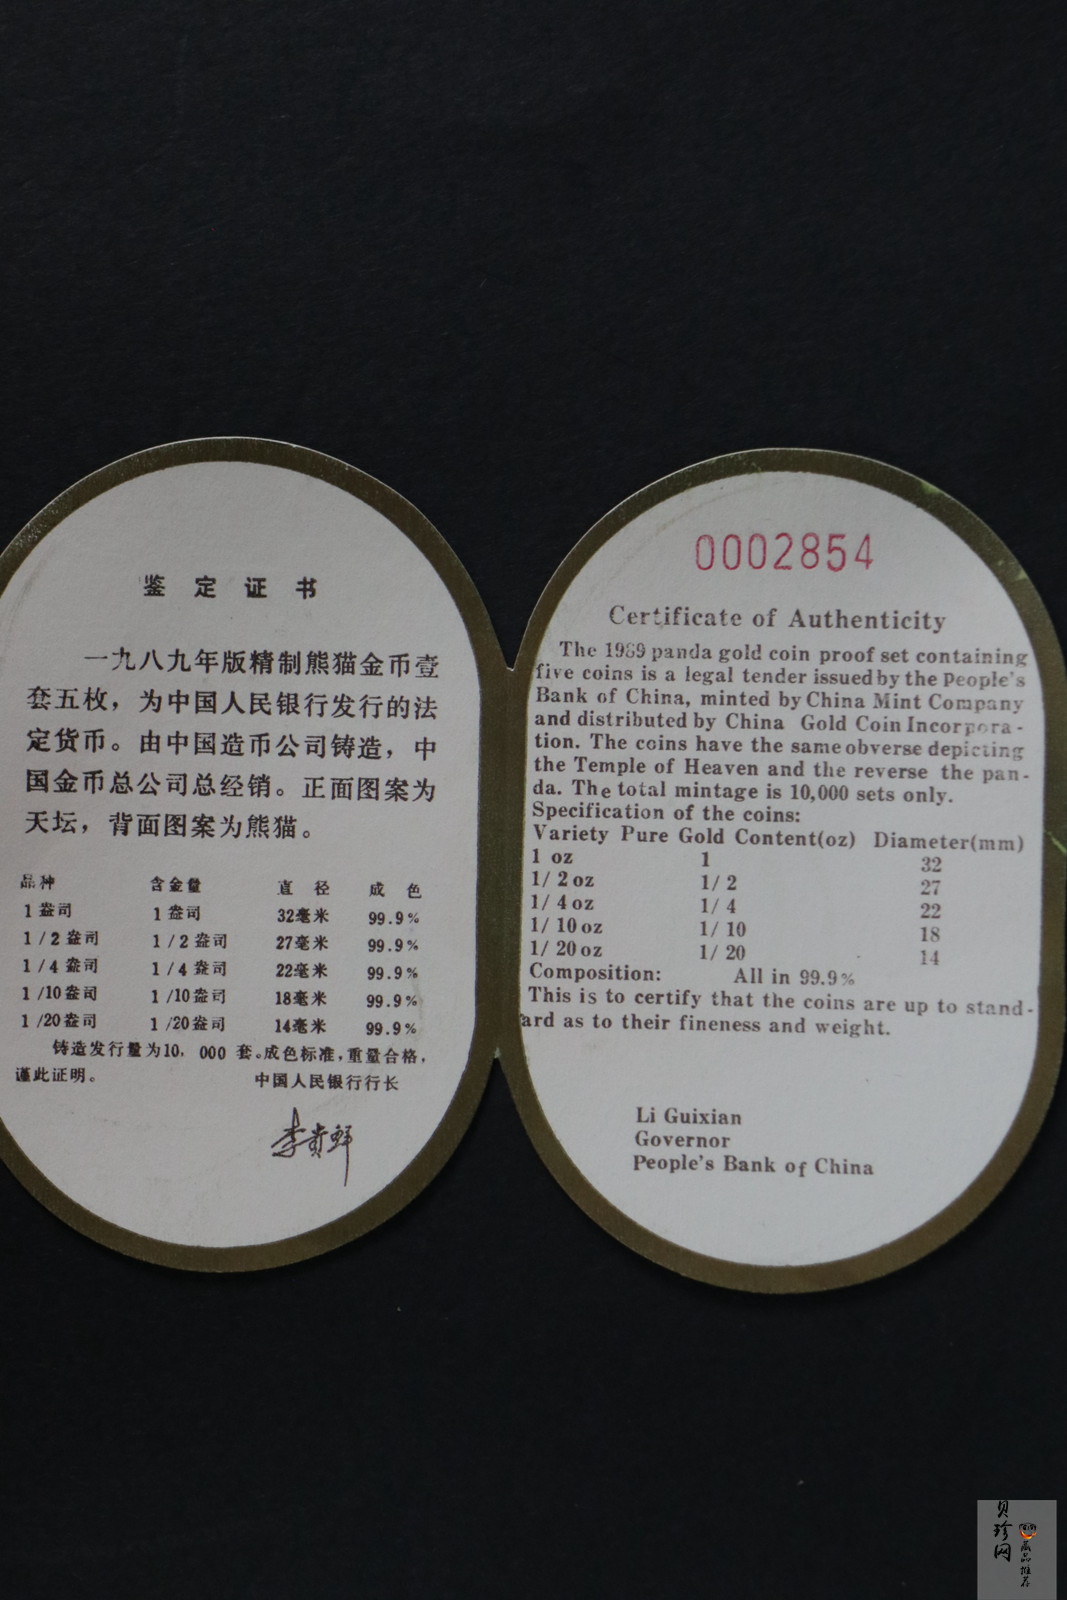 鉴定证书
一九八九年版精制熊猫金币壹
套五枚，为中国人民银行发行的法
定货币。由中国造币公司铸造，中
国金币总公司总经销。正面图案为
天坛，背面图案为熊猫。
品种 含金量 直径 成色
1盎司 1盎司 32毫米 99.9%
1/2盎司 1/2盎司 27毫米 99.9%
1/4盎司 1/4盎司 22毫米 99.9%
1/10盎司 1/10盎司 18毫米 99.9%
1/20盎司 1/20盎司 14毫米 99.9%
铸造发行量为10，000套。成色标准，重量合格，
谨此证明。
中国人民银行行长
李贵鲜
0002854
Certificate of Authenticity
The 1989 panda gold coin proof set containing
five coins is a legal tender issued by the People's
Bank of China, minted by China Mint Company
and distributed by China Gold Coin Incorpora-
tion. The coins have the same obverse depicting
the Temple of Heaven and the reverse the pan-
da. The total mintage is 10,000 sets only.
Specification of the coins:
Variety Pure Gold Content(oz) Diameter(mm)
1 oz 1 32
1/2 oz 1/2 27
1/4 oz 1/4 22
1/10 oz 1/10 18
1/20 oz 1/20 14
Composition: All in 99.9%
This is to certify that the coins are up to stand-
ard as to their fineness and weight.
Li Guixian
Governor
People's Bank of China
贝珍网
藏品推荐